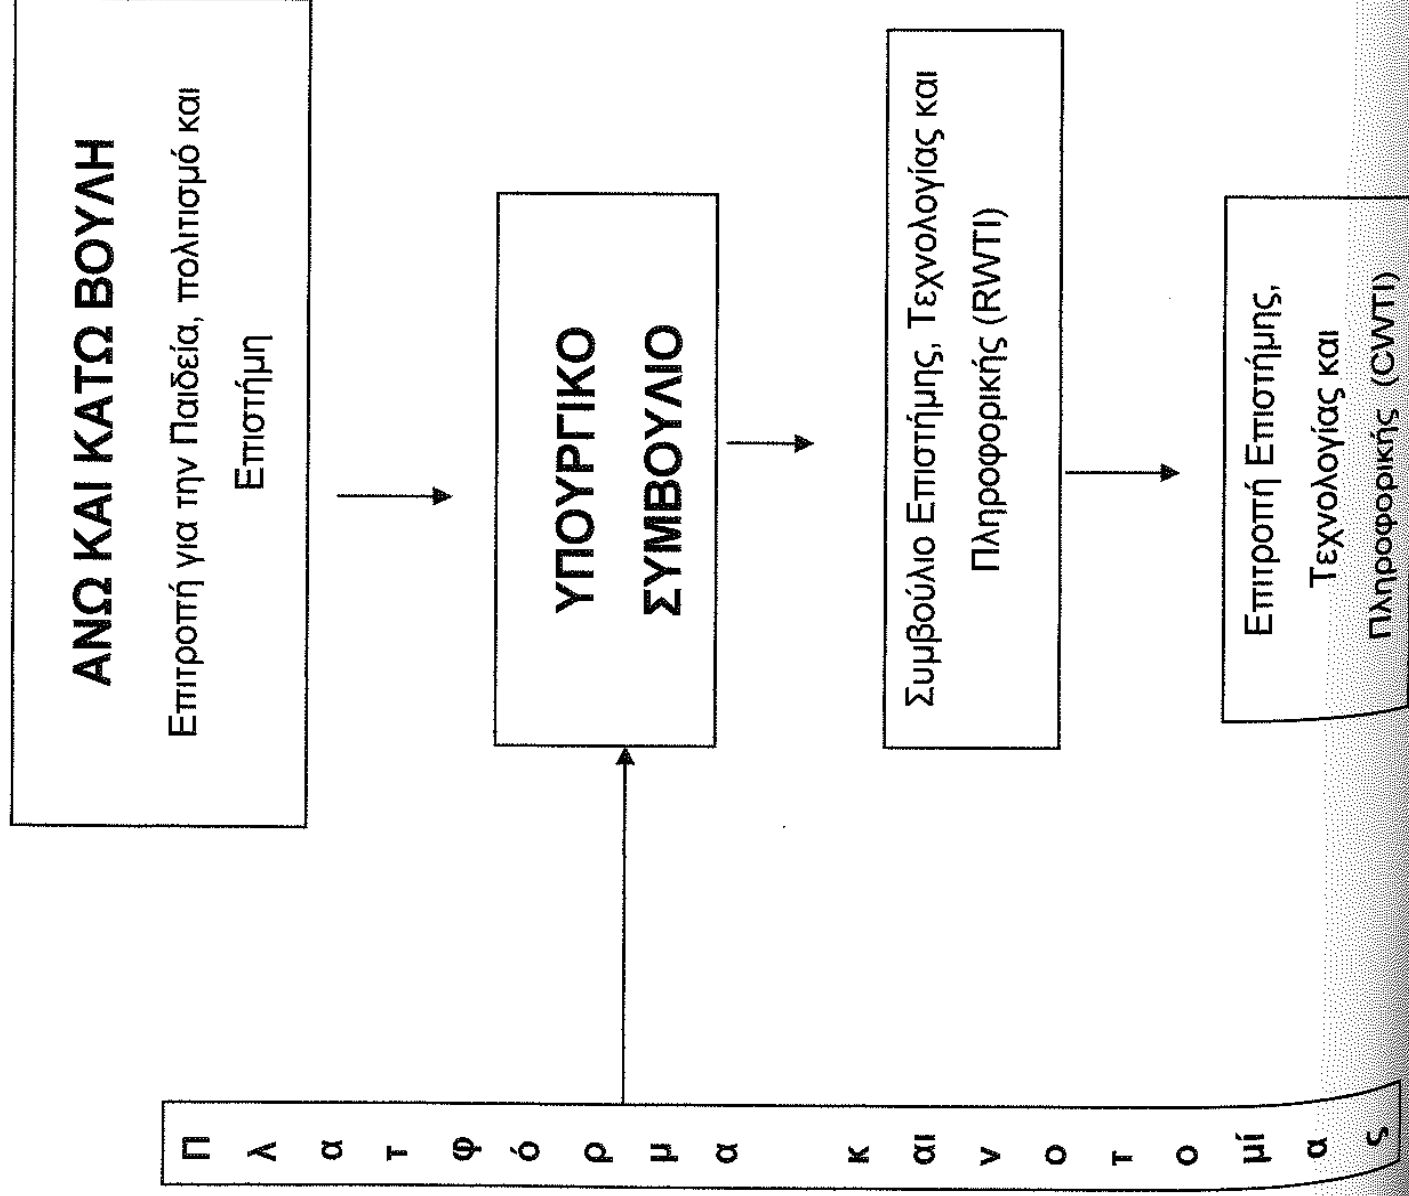 ΑΝΩ ΚΑΙ ΚΑΤΩ ΒΟΥΛΗ
Επιτροπή για την Παιδεία, πολιτισμό και
Επιστήμη
ΥΠΟΥΡΓΙΚΟ
ΣΥΜΒΟΥΛΙΟ
Συμβούλιο Επιστήμης, Τεχνολογίας και
Πληροφορικής (RWTI)
Επιτροπή Επιστήμης,
Τεχνολογίας και
Πληροφορικής (CWTI)
Πλατφόρμα καινοτομίας